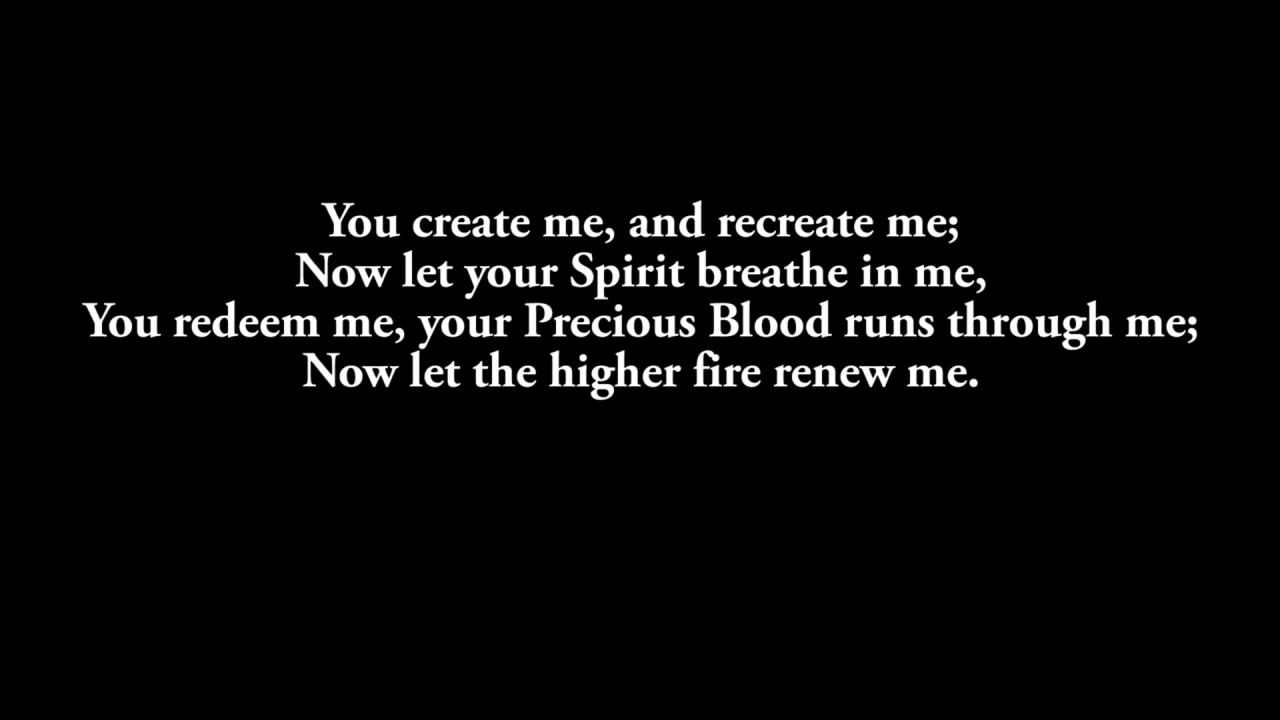 You create me, and recreate me;
Now let your Spirit breathe in me,
You redeem me, your Precious Blood runs through me;
Now let the higher fire renew me.